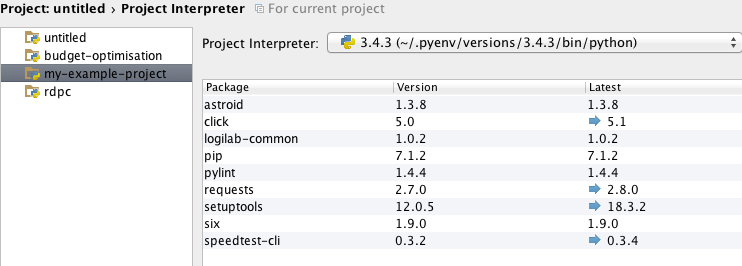 Project: untitled › Project Interpreter For current project
untitled
budget-optimisation
my-example-project
rdpc
Project Interpreter: 3.4.3 (~/.pyenv/versions/3.4.3/bin/python)
Package Version Latest
astroid 1.3.8 1.3.8
click 5.0 5.1
logilab-common 1.0.2 1.0.2
pip 7.1.2 7.1.2
pylint 1.4.4 1.4.4
requests 2.7.0 2.8.0
setuptools 12.0.5 18.3.2
six 1.9.0 1.9.0
speedtest-cli 0.3.2 0.3.4